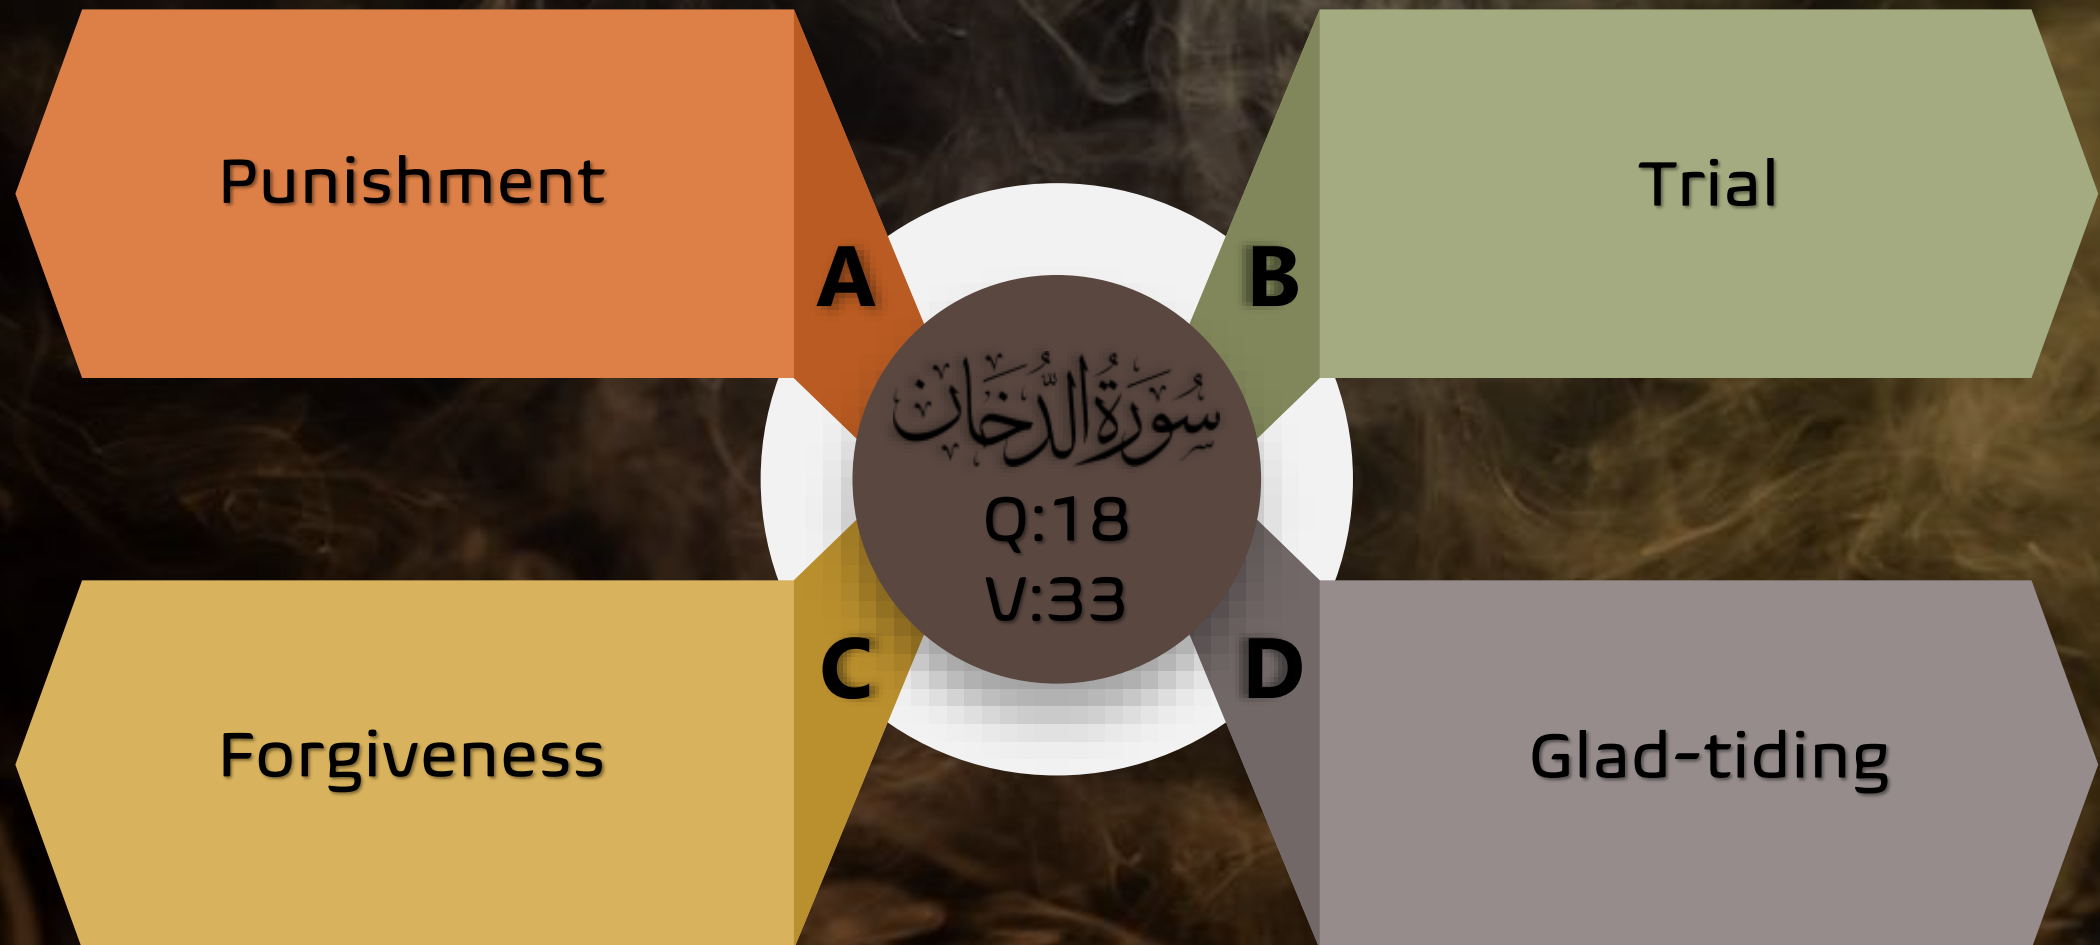 Punishment
Trial
A
B
سُورَةُ الدُّخَان
Q:18
V:33
C
D
Forgiveness
Glad-tiding